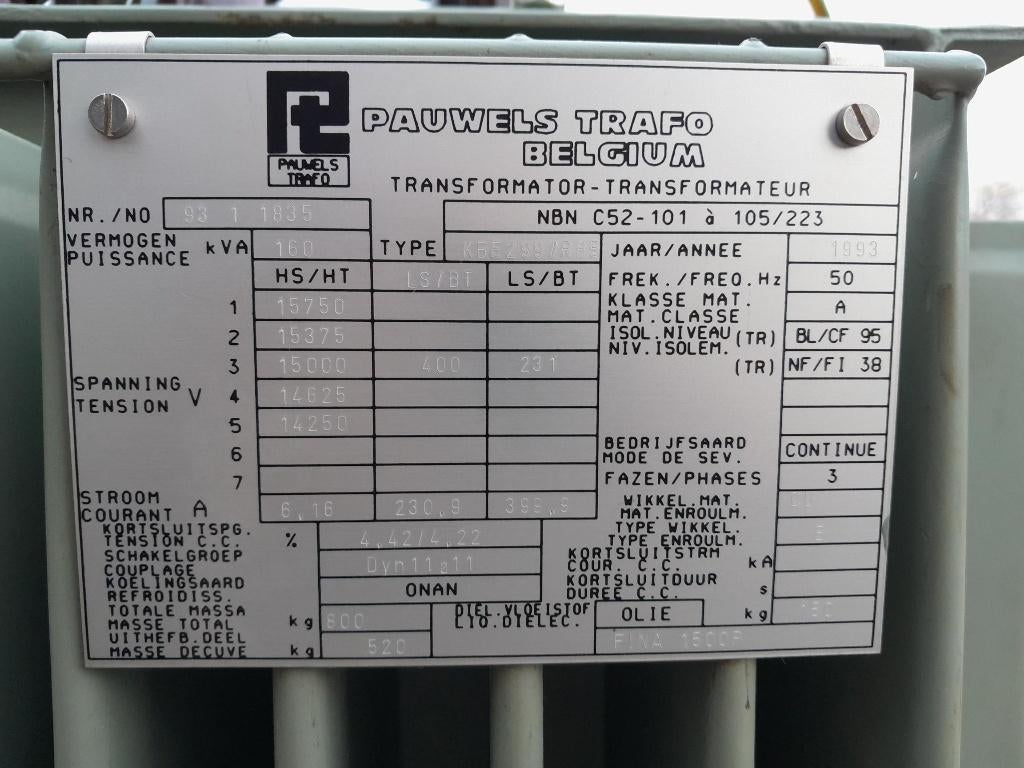 PAUWELS TRAFO
BELGIUM
PAUWELS
TRAFO
TRANSFORMATOR-TRANSFORMATEUR
NR./NO 93 1 1835 NBN C52-101 à 105/223
VERMOGEN
PUISSANCE kVA 160 TYPE JAAR/ANNEE 1993
HS/HT LS/BT LS/BT FREK./FREQ.Hz 50
1 15750 KLASSE MAT.
MAT.CLASSE A
2 15375 ISOL.NIVEAU (TR) BL/CF 95
NIV.ISOLEM.
3 15000 400 231 (TR) NF/FI 38
SPANNING
TENSION V
4 14625
5 14250
6 BEDRIJFSAARD
MODE DE SEV. CONTINUE
7 FAZEN/PHASES 3
STROOM
COURANT A 6,16 230,9 399,9 WIKKEL.MAT.
MAT.ENROULM.
KORTSLUITSPG.
TENSION C.C. % 4,42/4,22 TYPE WIKKEL.
TYPE ENROULM.
SCHAKELGROEP
COUPLAGE Dyn11a11 KORTSLUITSTRM
COUR. C.C. kA
KOELINGSAARD
REFROIDISS. ONAN KORTSLUITDUUR
DUREE C.C. s
TOTALE MASSA
MASSE TOTAL kg 800 DIEL.VLOEISTOF
LIQ.DIELEC. OLIE kg
UITHEFB.DEEL
MASSE DECUVE kg 520 FINA